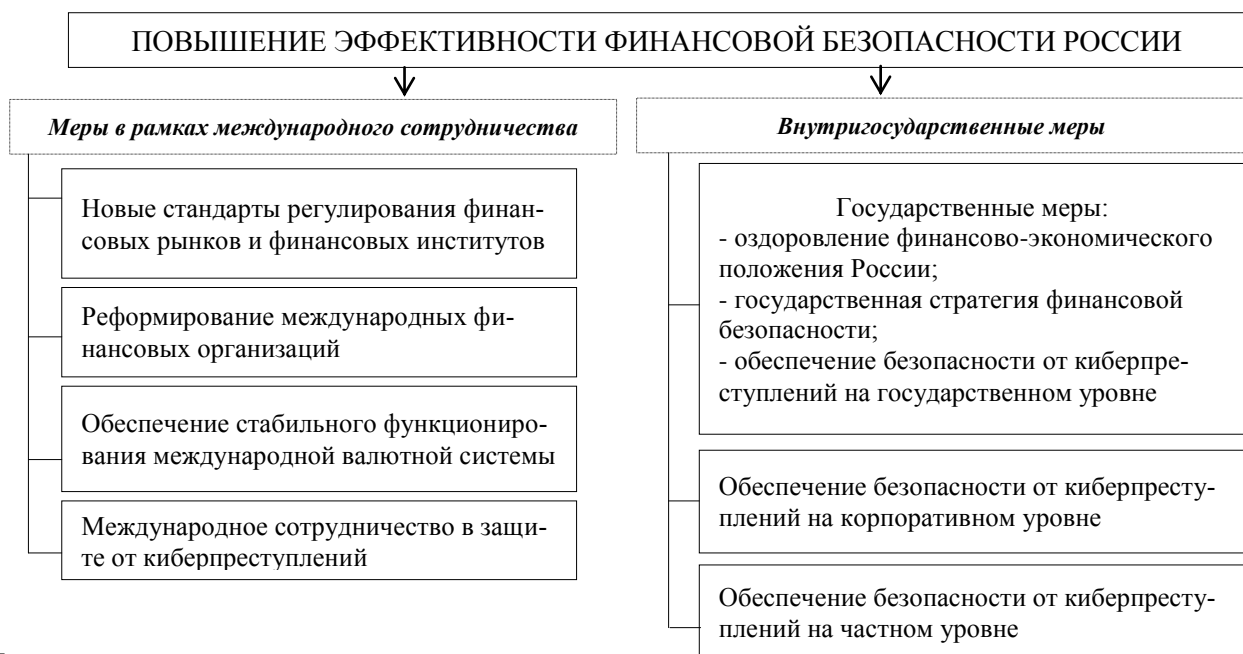 ПОВЫШЕНИЕ ЭФФЕКТИВНОСТИ ФИНАНСОВОЙ БЕЗОПАСНОСТИ РОССИИ
Меры в рамках международного сотрудничества
Новые стандарты регулирования финан-
совых рынков и финансовых институтов
Реформирование международных фи-
нансовых организаций
Обеспечение стабильного функциониро-
вания международной валютной системы
Международное сотрудничество в защи-
те от киберпреступлений
Внутригосударственные меры
Государственные меры:
- оздоровление финансово-экономического
положения России;
- государственная стратегия финансовой
безопасности;
- обеспечение безопасности от киберпре-
ступлений на государственном уровне
Обеспечение безопасности от киберпресту-
плений на корпоративном уровне
Обеспечение безопасности от киберпресту-
плений на частном уровне